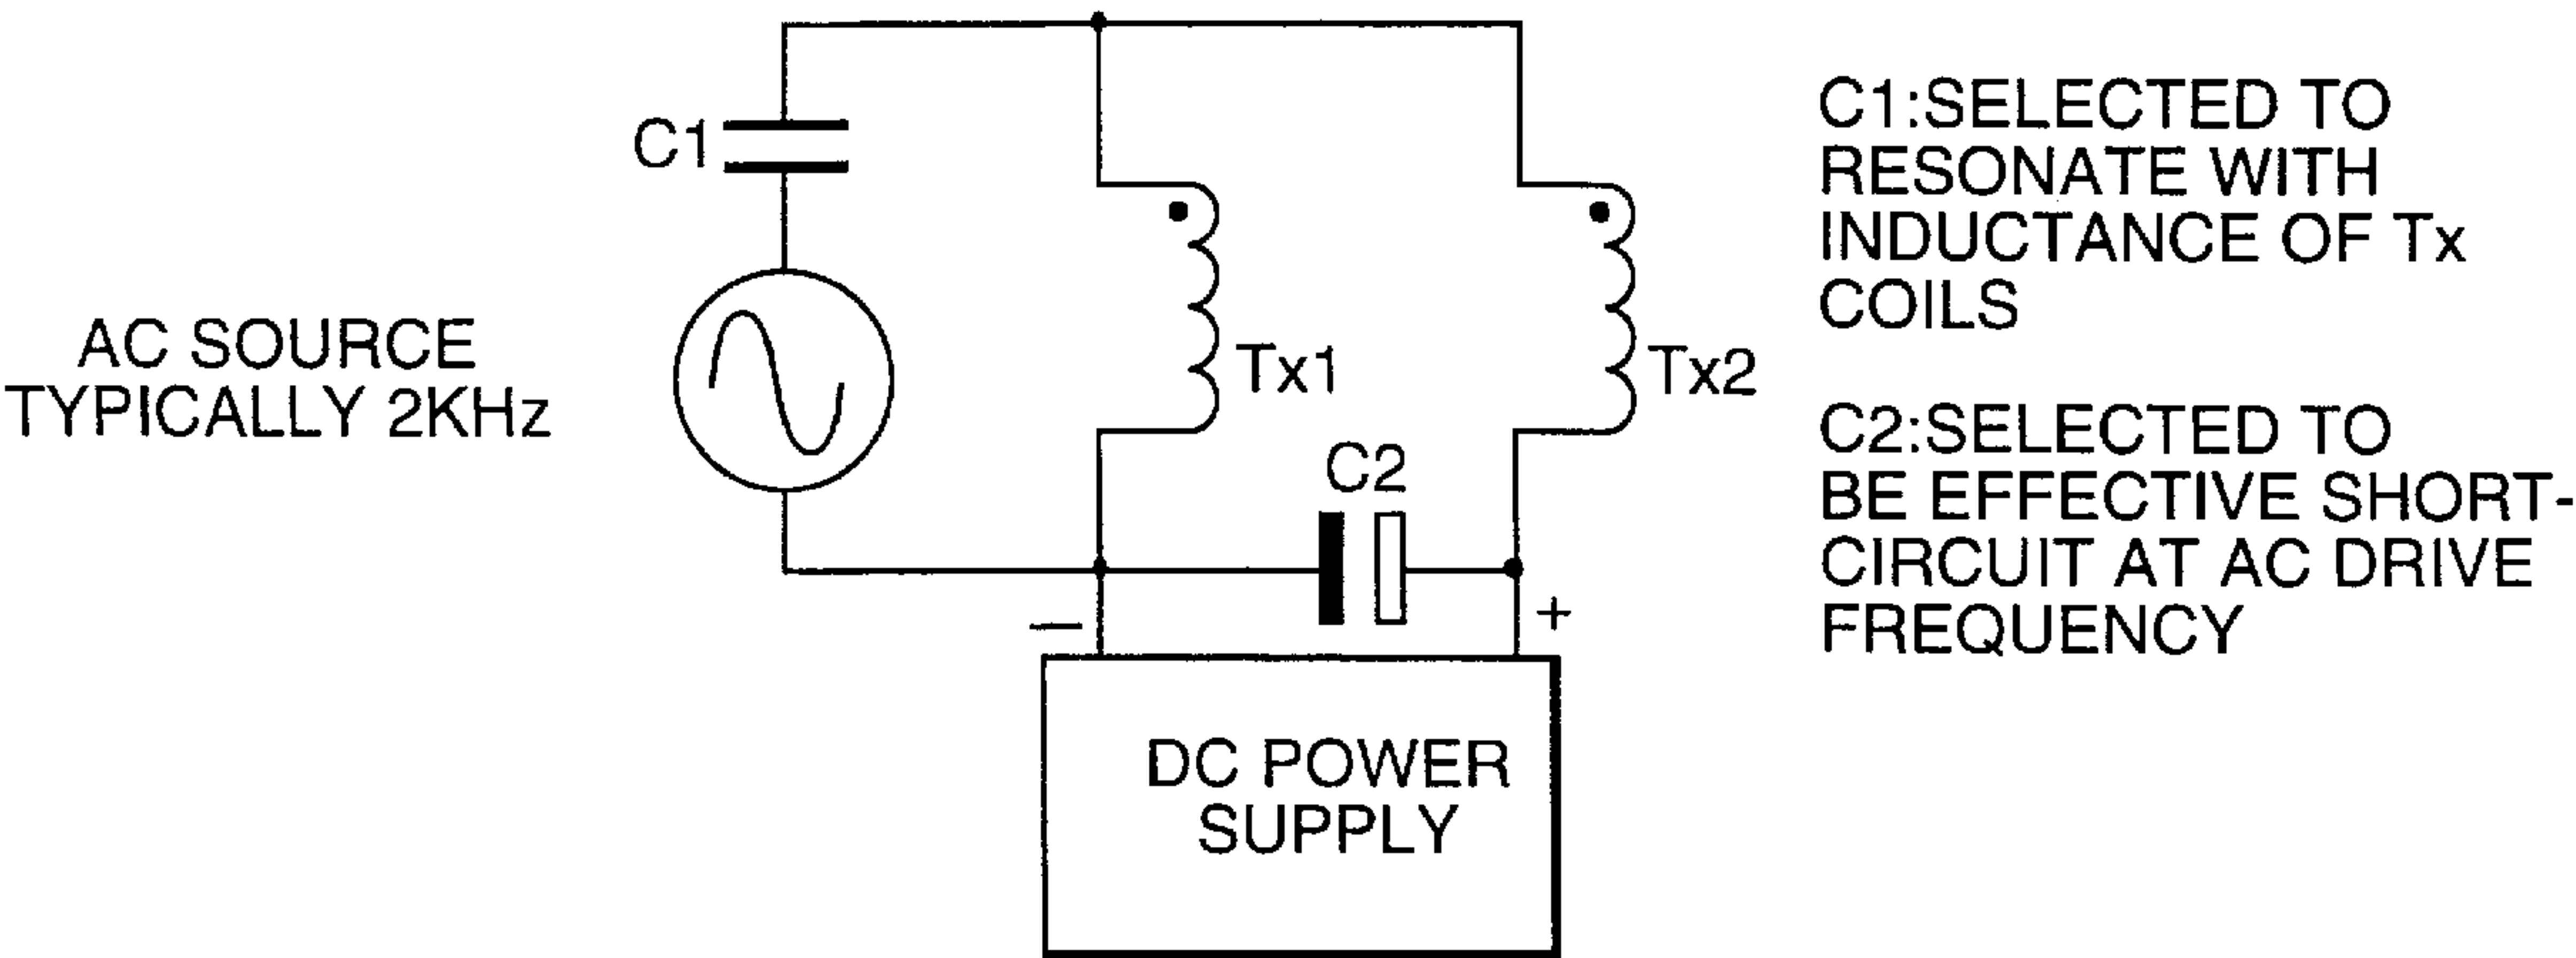 C1
AC SOURCE
TYPICALLY 2KHz
Tx1
Tx2
C2
—
+
DC POWER
SUPPLY
C1:SELECTED TO
RESONATE WITH
INDUCTANCE OF Tx
COILS
C2:SELECTED TO
BE EFFECTIVE SHORT-
CIRCUIT AT AC DRIVE
FREQUENCY